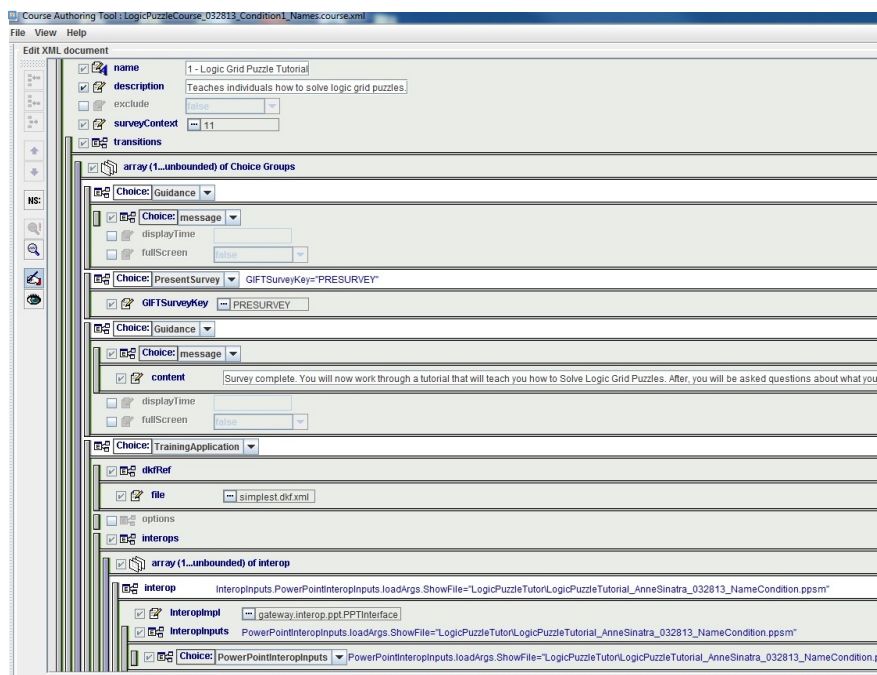 Course Authoring Tool : LogicPuzzleCourse_032813_Condition1_Names.course.xml
File View Help
Edit XML document
name 1 - Logic Grid Puzzle Tutorial
description Teaches individuals how to solve logic grid puzzles.
exclude false
surveyContext 11
transitions
array (1...unbounded) of Choice Groups
NS:
Choice: Guidance
Choice: message
displayTime
fullScreen false
Choice: PresentSurvey GIFTSurveyKey="PRESURVEY"
GIFTSurveyKey PRESURVEY
Choice: Guidance
Choice: message
content Survey complete. You will now work through a tutorial that will teach you how to Solve Logic Grid Puzzles. After, you will be asked questions about what you
displayTime
fullScreen false
Choice: TrainingApplication
dkfRef
file simplest.dkf.xml
options
interops
array (1...unbounded) of interop
interop InteropInputs.PowerPointInteropInputs.loadArgs.ShowFile="LogicPuzzleTutor\LogicPuzzleTutorial_AnneSinatra_032813_NameCondition.ppsm"
InteropImpl gateway.interop.ppt.PPTInterface
InteropInputs PowerPointInteropInputs.loadArgs.ShowFile="LogicPuzzleTutor\LogicPuzzleTutorial_AnneSinatra_032813_NameCondition.ppsm"
Choice: PowerPointInteropInputs PowerPointInteropInputs.loadArgs.ShowFile="LogicPuzzleTutor\LogicPuzzleTutorial_AnneSinatra_032813_NameCondition.p